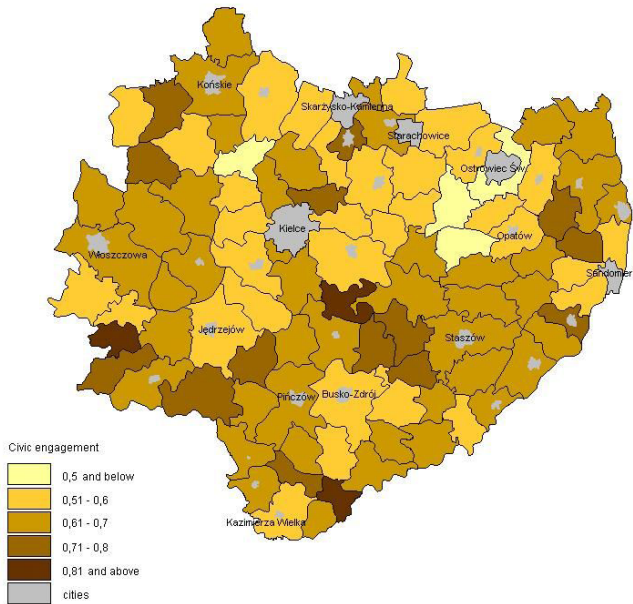 Końskie
Skarżysko-Kamienna
Starachowice
Ostrowiec Św.
Kielce
Opatów
Włoszczowa
Sandomier
Jędrzejów
Staszów
Pińczów
Busko-Zdrój
Kazimierza Wielka
Civic engagement
0,5 and below
0,51 - 0,6
0,61 - 0,7
0,71 - 0,8
0,81 and above
cities